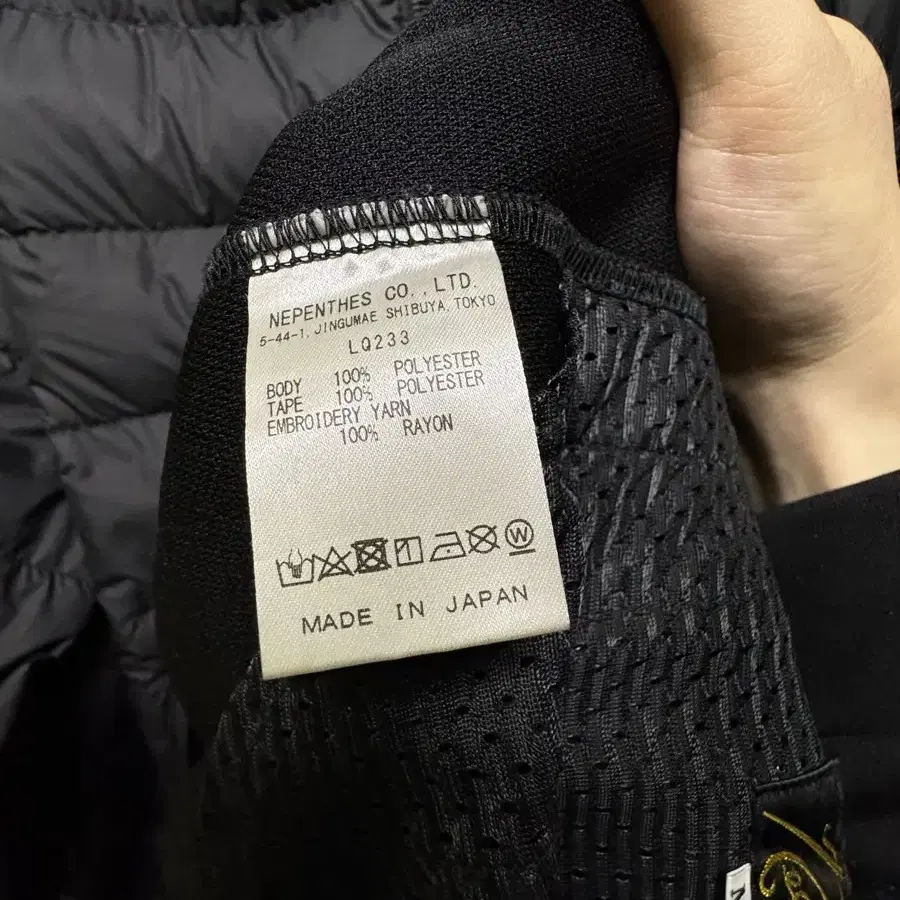 NEPENTHES CO.,LTD.
5-44-1,JINGUMAE SHIBUYA,TOKYO
LQ233
BODY 100% POLYESTER
TAPE 100% POLYESTER
EMBROIDERY YARN
100% RAYON
W
MADE IN JAPAN